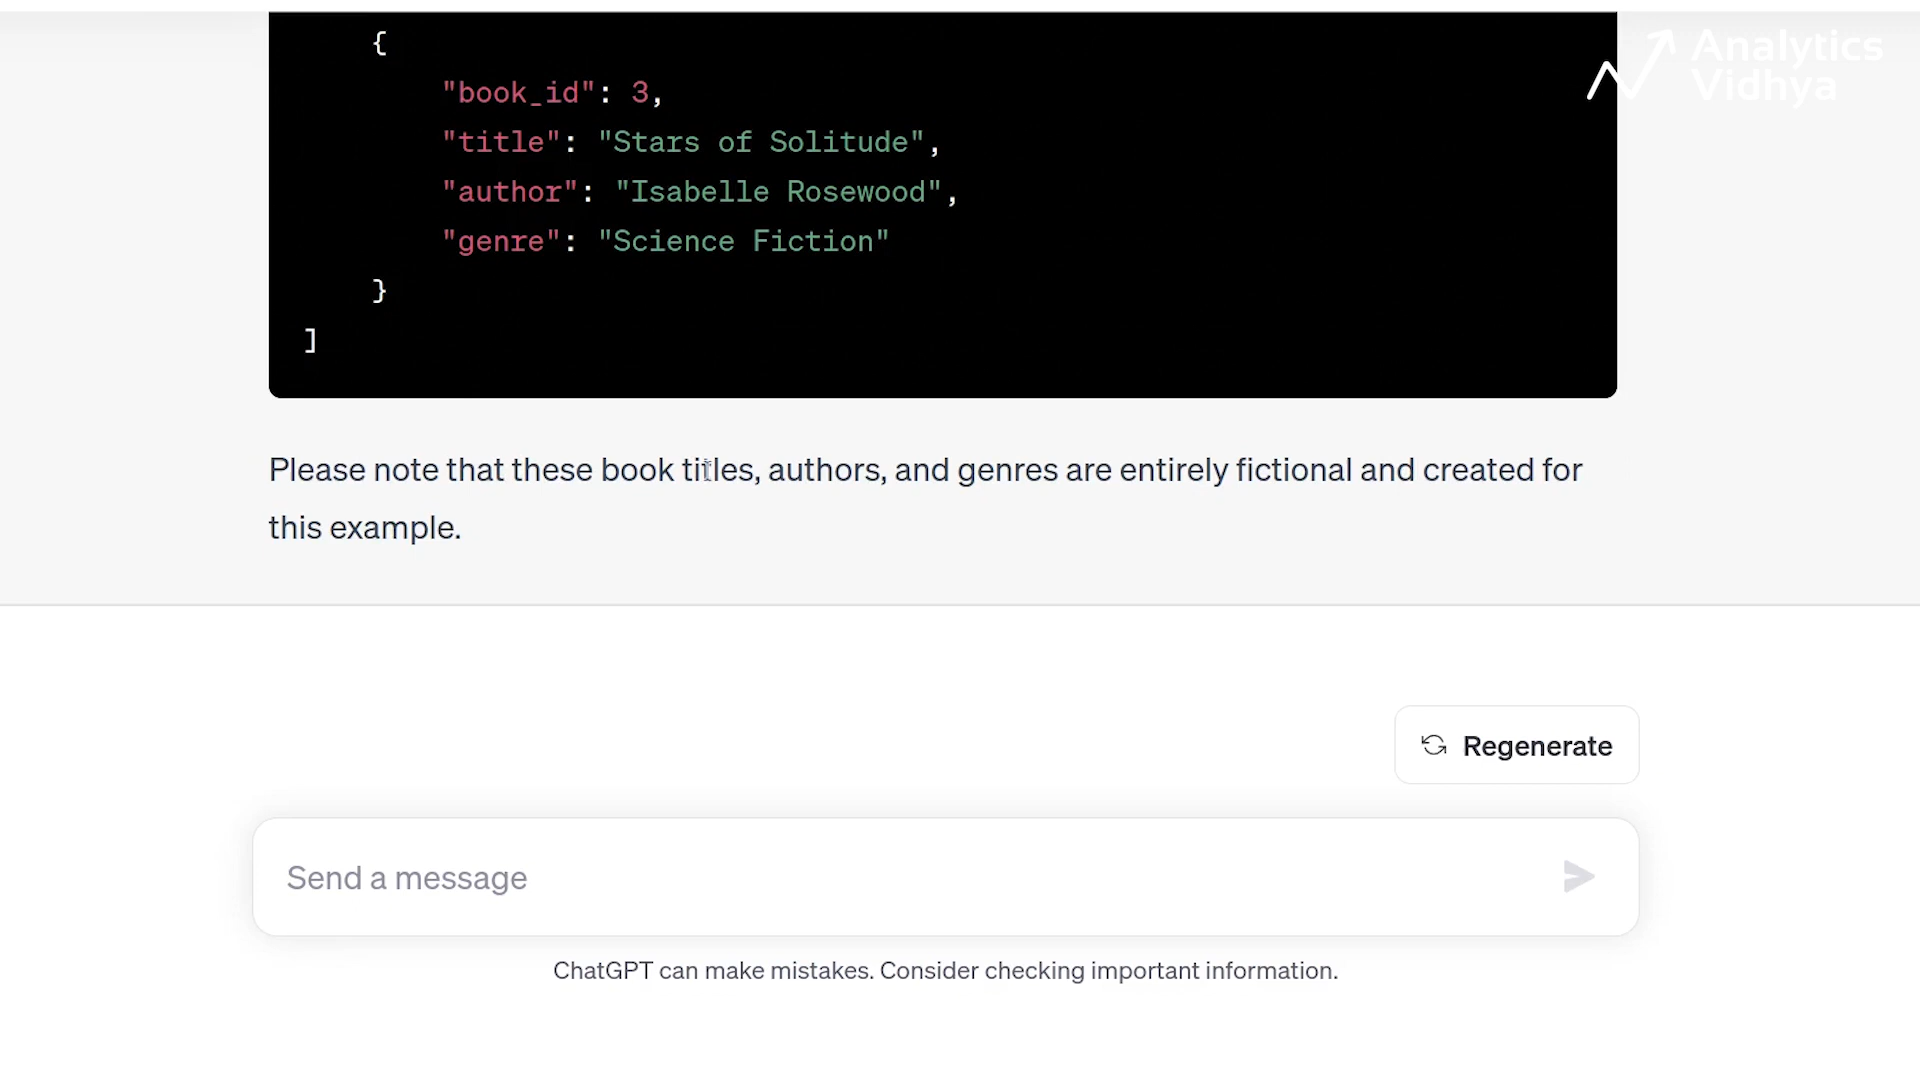 {
"book_id": 3,
"title": "Stars of Solitude",
"author": "Isabelle Rosewood",
"genre": "Science Fiction"
}
]
Analytics
Vidhya
Please note that these book titles, authors, and genres are entirely fictional and created for
this example.
Regenerate
Send a message
ChatGPT can make mistakes. Consider checking important information.